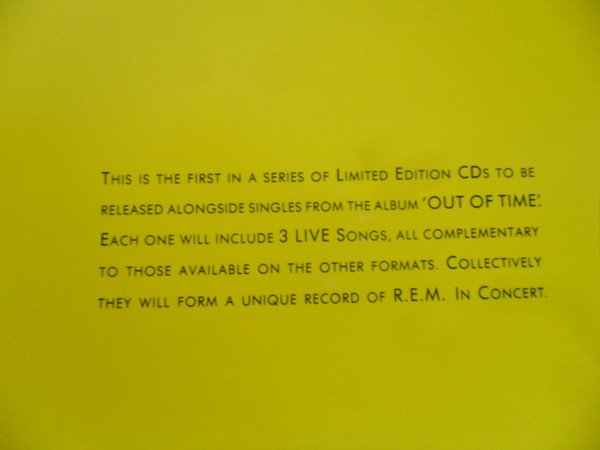 This is the first in a series of Limited Edition CDs to be
released alongside singles from the album 'OUT OF TIME'.
Each one will include 3 LIVE Songs, all complementary
to those available on the other formats. Collectively
they will form a unique record of R.E.M. In Concert.